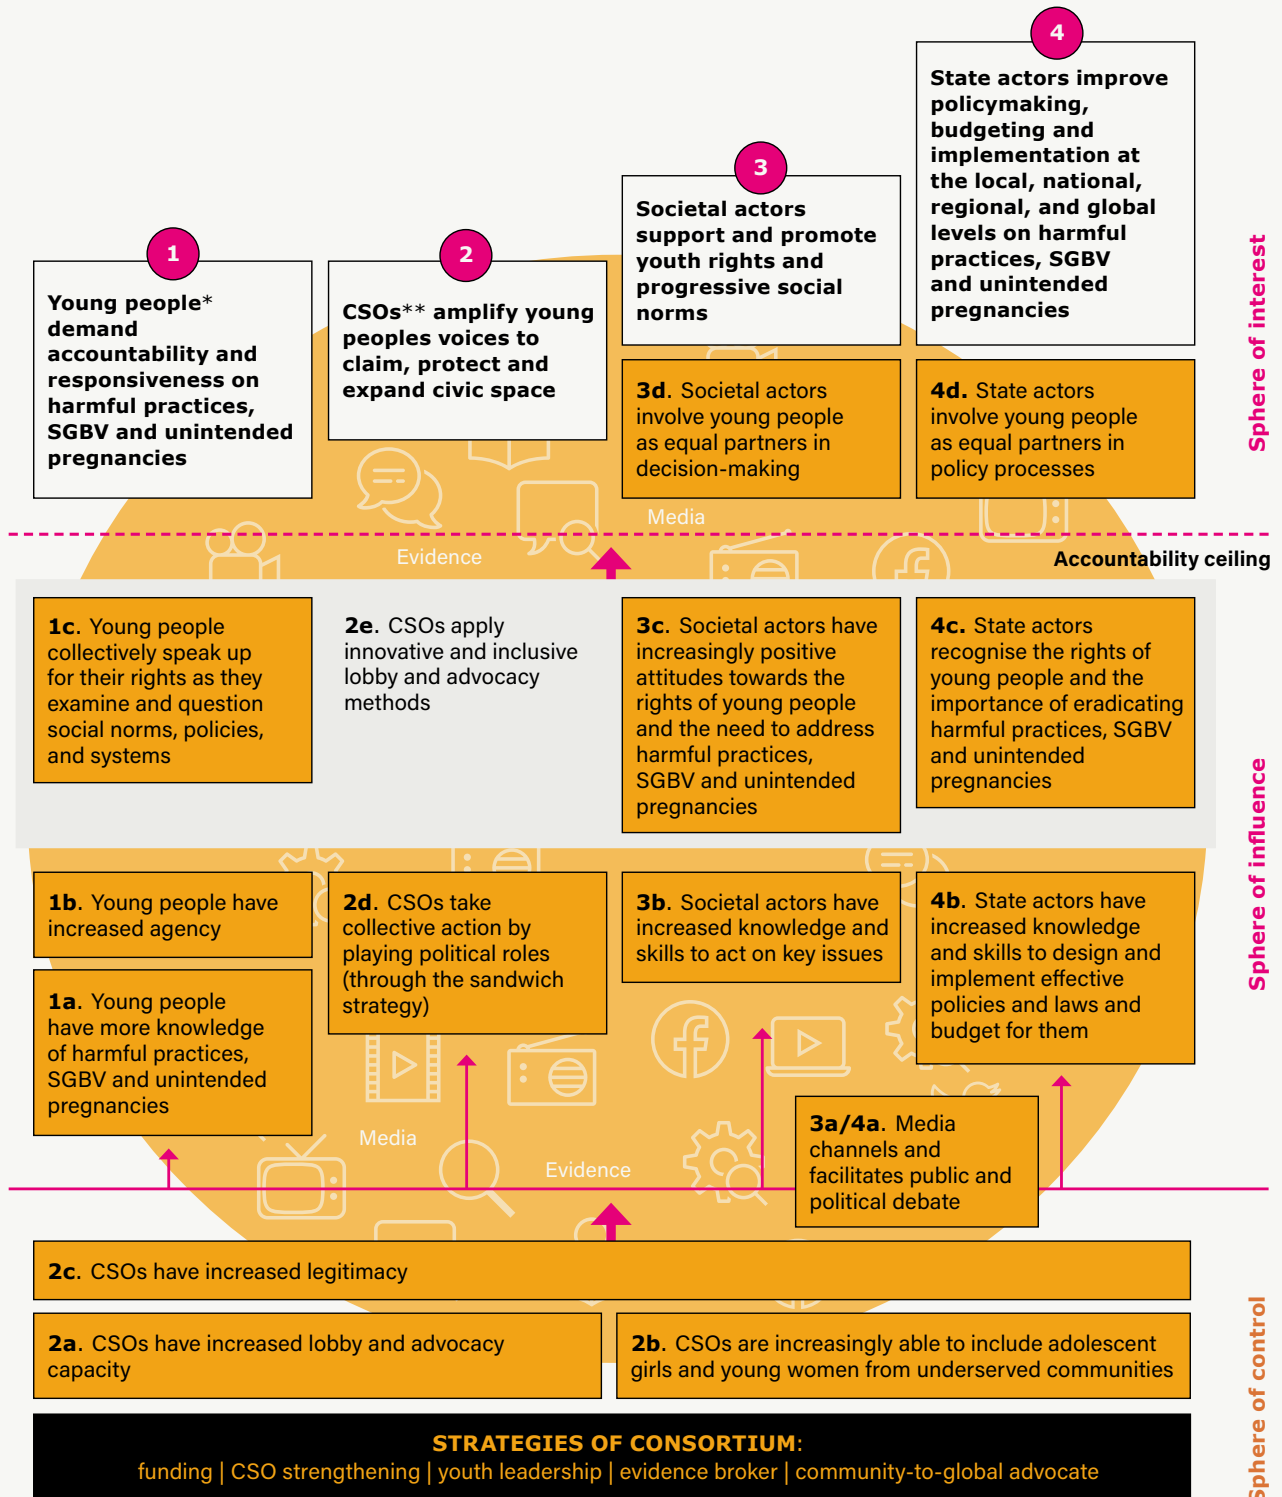 4
State actors improve
policymaking,
budgeting and
implementation at
the local, national,
regional, and global
levels on harmful
practices, SGBV
and unintended
pregnancies
3
Societal actors
support and promote
youth rights and
progressive social
norms
1
Young people*
demand
accountability and
responsiveness on
harmful practices,
SGBV and unintended
pregnancies
2
CSOs** amplify young
peoples voices to
claim, protect and
expand civic space
3d. Societal actors
involve young people
as equal partners in
decision-making
4d. State actors
involve young people
as equal partners in
policy processes
Sphere of interest
Media
Evidence
Accountability ceiling
1c. Young people
collectively speak up
for their rights as they
examine and question
social norms, policies,
and systems
2e. CSOs apply
innovative and inclusive
lobby and advocacy
methods
3c. Societal actors have
increasingly positive
attitudes towards the
rights of young people
and the need to address
harmful practices,
SGBV and unintended
pregnancies
4c. State actors
recognise the rights of
young people and the
importance of eradicating
harmful practices, SGBV
and unintended
pregnancies
Sphere of influence
1b. Young people have
increased agency
1a. Young people
have more knowledge
of harmful practices,
SGBV and unintended
pregnancies
2d. CSOs take
collective action by
playing political roles
(through the sandwich
strategy)
3b. Societal actors have
increased knowledge and
skills to act on key issues
4b. State actors have
increased knowledge
and skills to design and
implement effective
policies and laws and
budget for them
3a/4a. Media
channels and
facilitates public and
political debate
Media
Evidence
2c. CSOs have increased legitimacy
2a. CSOs have increased lobby and advocacy
capacity
2b. CSOs are increasingly able to include adolescent
girls and young women from underserved communities
Sphere of control
STRATEGIES OF CONSORTIUM:
funding | CSO strengthening | youth leadership | evidence broker | community-to-global advocate